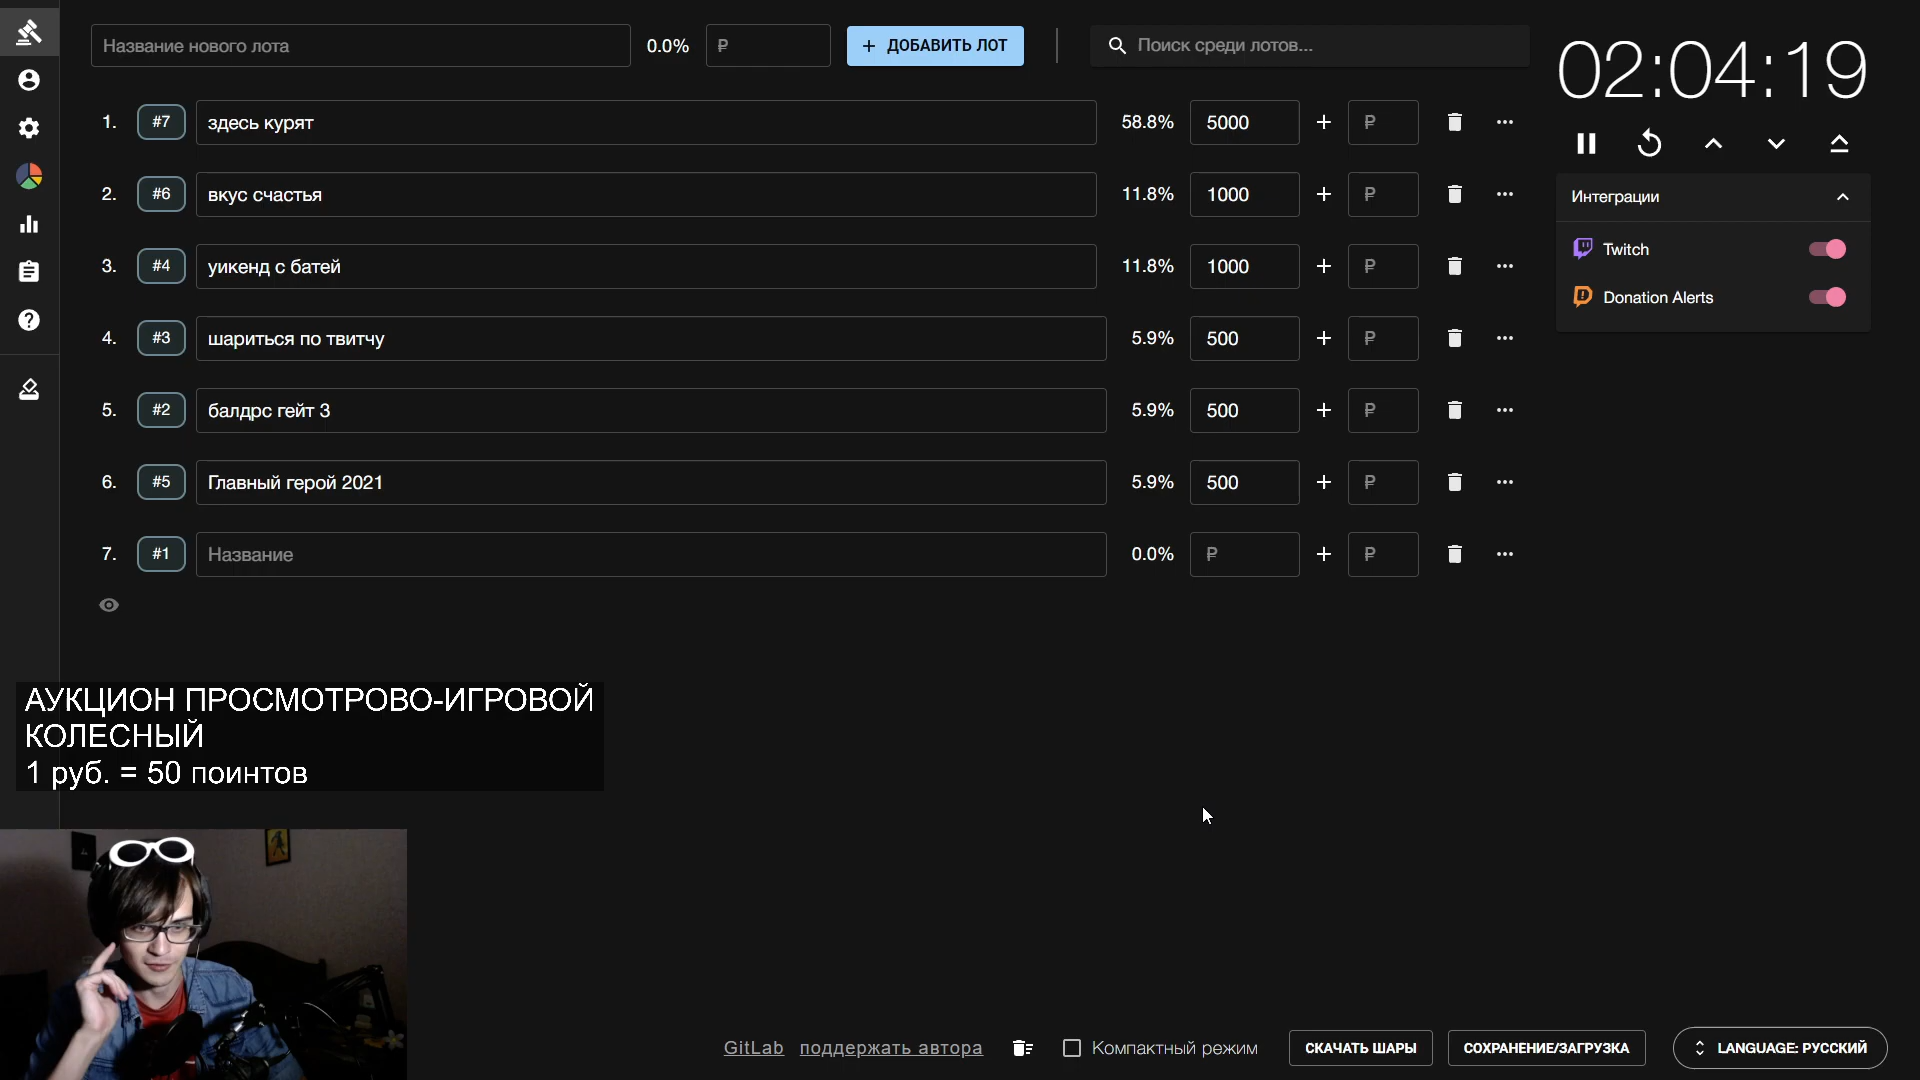 Название нового лота 0.0% ₽ + ДОБАВИТЬ ЛОТ Поиск среди лотов... 02:04:19
1. #7 здесь курят 58.8% 5000 + ₽
2. #6 вкус счастья 11.8% 1000 + ₽
3. #4 уикенд с батей 11.8% 1000 + ₽
4. #3 шариться по твитчу 5.9% 500 + ₽
5. #2 балдрс гейт 3 5.9% 500 + ₽
6. #5 Главный герой 2021 5.9% 500 + ₽
7. #1 Название 0.0% ₽ + ₽
Интеграции
Twitch
Donation Alerts
АУКЦИОН ПРОСМОТРОВО-ИГРОВОЙ
КОЛЕСНЫЙ
1 руб. = 50 поинтов
GitLab поддержать автора Компактный режим СКАЧАТЬ ШАРЫ СОХРАНЕНИЕ/ЗАГРУЗКА LANGUAGE: РУССКИЙ